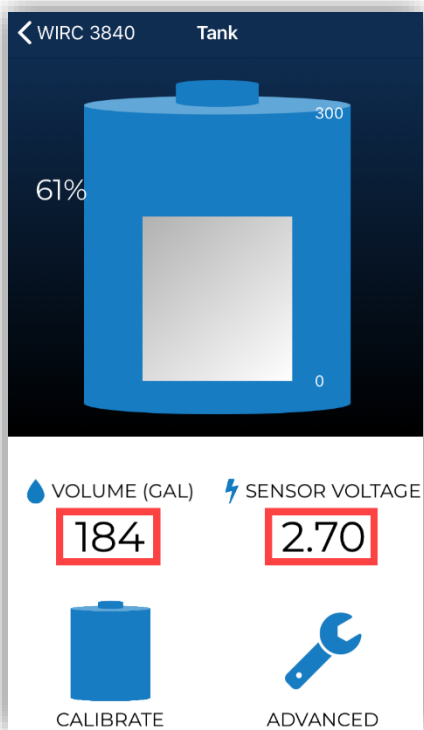 WIRC 3840 Tank
300
61%
0
VOLUME (GAL) SENSOR VOLTAGE
184 2.70
CALIBRATE ADVANCED